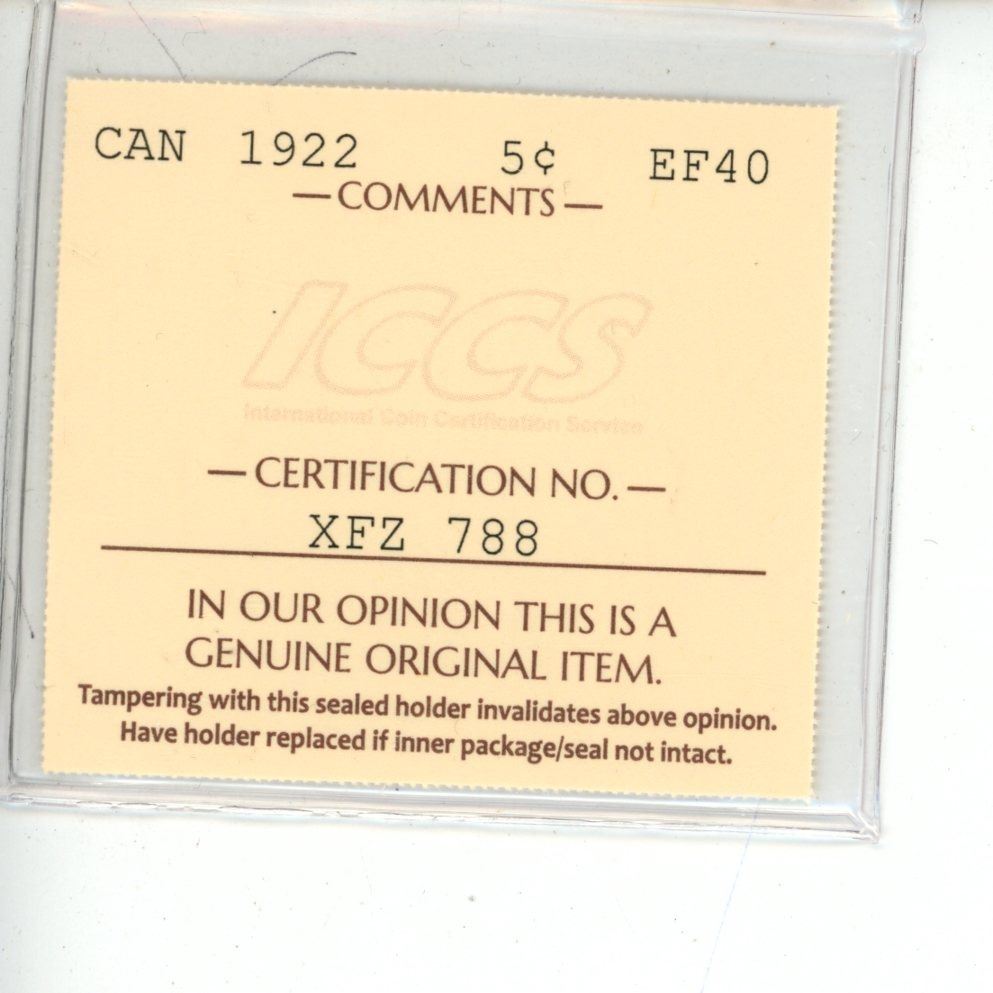 CAN 1922 5¢ EF40
—COMMENTS—
ICCS
International Coin Certification Service
—CERTIFICATION NO.—
XFZ 788
IN OUR OPINION THIS IS A
GENUINE ORIGINAL ITEM.
Tampering with this sealed holder invalidates above opinion.
Have holder replaced if inner package/seal not intact.